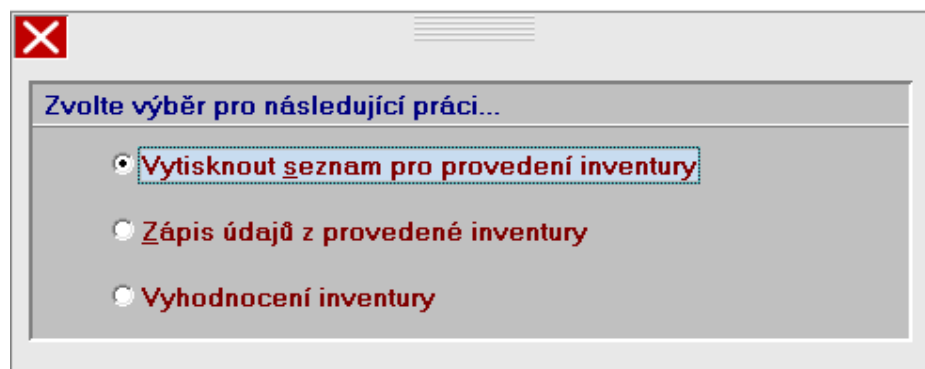 Zvolte výběr pro následující práci...
Vytisknout seznam pro provedení inventury
Zápis údajů z provedené inventury
Vyhodnocení inventury